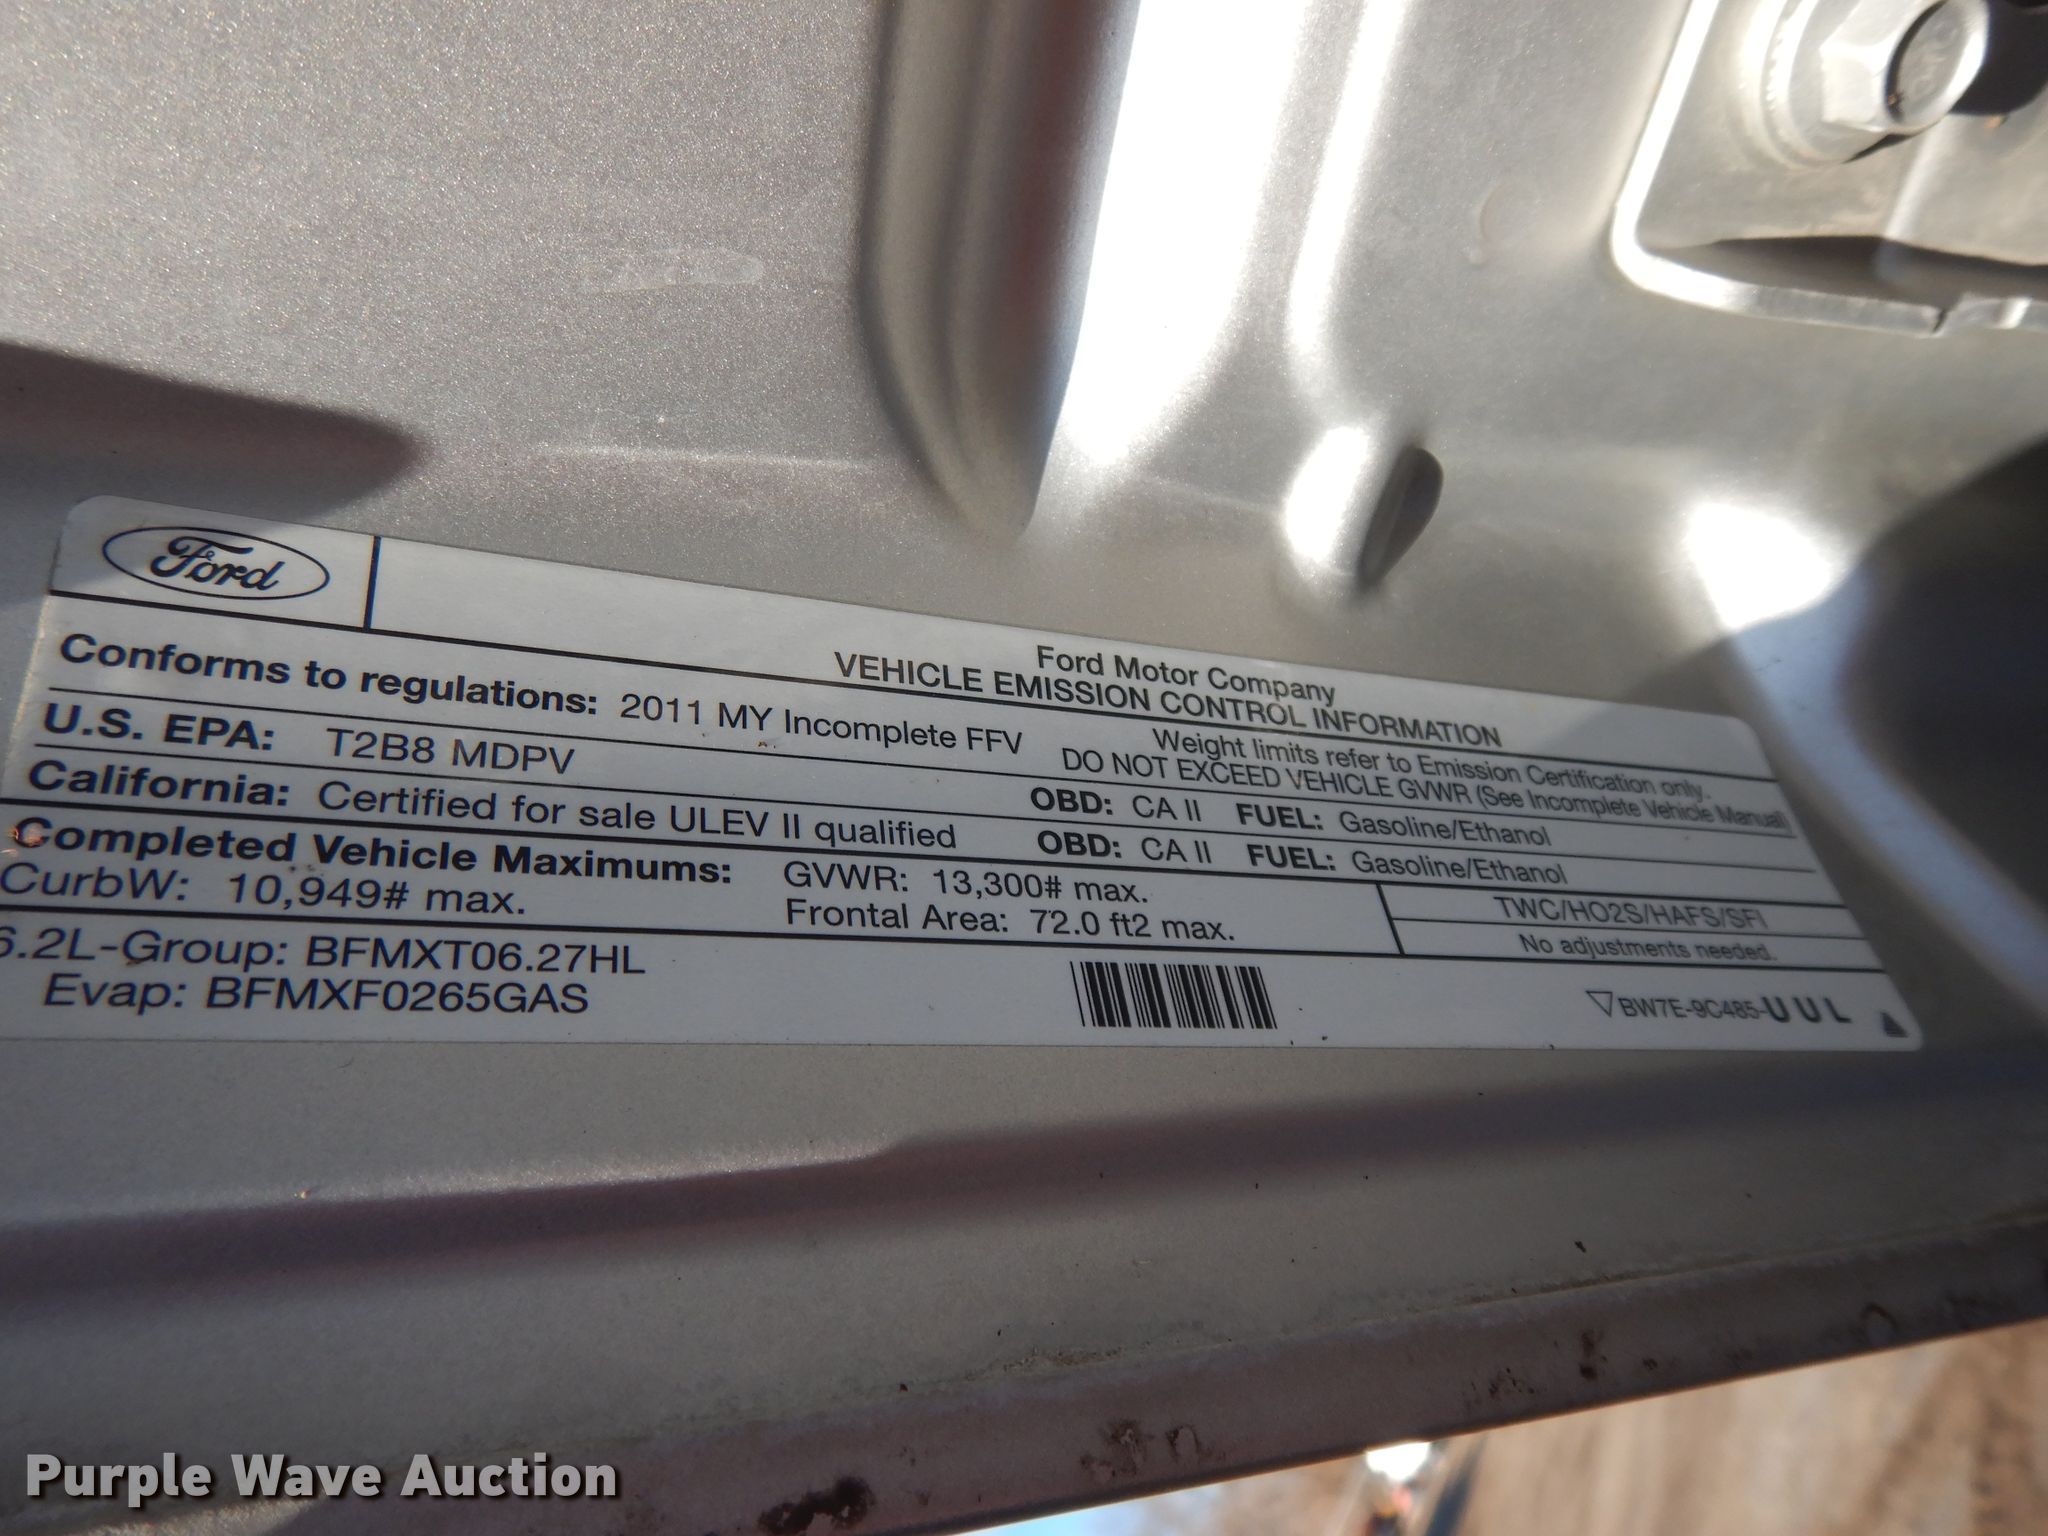 Ford
Ford Motor Company
VEHICLE EMISSION CONTROL INFORMATION
Conforms to regulations: 2011 MY Incomplete FFV
Weight limits refer to Emission Certification only.
DO NOT EXCEED VEHICLE GVWR (See Incomplete Vehicle Manual)
U.S. EPA: T2B8 MDPV OBD: CA II FUEL: Gasoline/Ethanol
California: Certified for sale ULEV II qualified OBD: CA II FUEL: Gasoline/Ethanol
Completed Vehicle Maximums: GVWR: 13,300# max.
CurbW: 10,949# max. Frontal Area: 72.0 ft2 max.
TWC/HO2S/HAFS/SFI
No adjustments needed.
6.2L-Group: BFMXT06.27HL
Evap: BFMXF0265GAS
BW7E-9C485-UUL
Purple Wave Auction